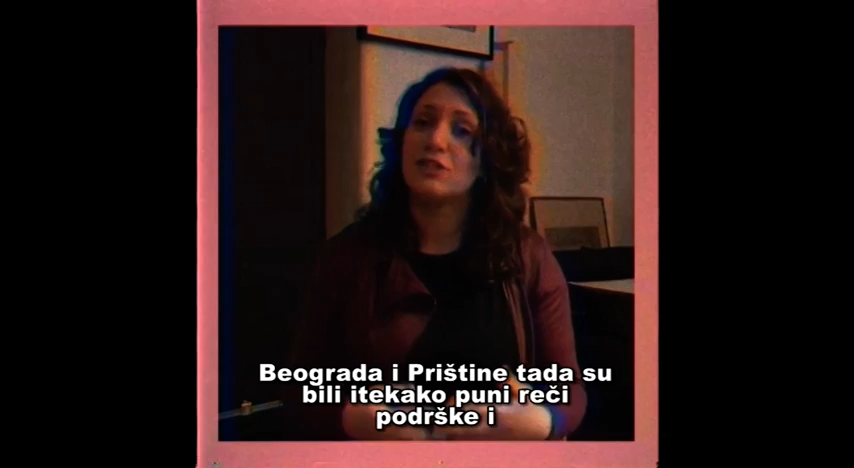 Beograda i Prištine tada su
bili itekako puni reči
podrške i